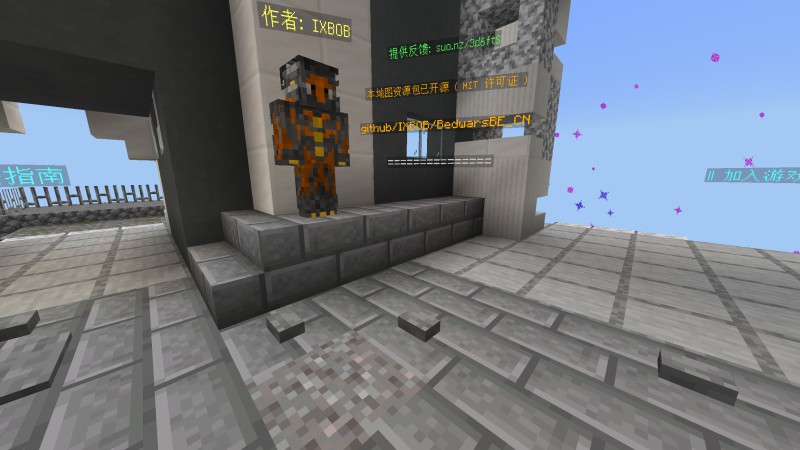 作者: IXBOB
提供反馈: suo.nz/3d6ft5
本地图资源包已开源 ( MIT 许可证 )
github/IXBOB/BedwarsBE_CN
指南
|| 加入游戏